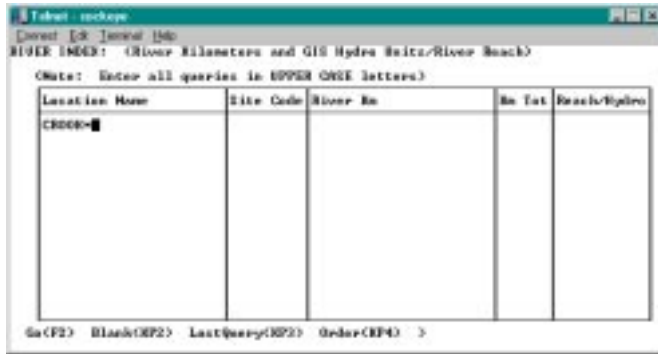 Telnet - sockeye
Connect Edit Terminal Help
RIVER INDEX: (River Kilometers and GIS Hydro Units/River Reach)
(Note: Enter all queries in UPPER CASE letters)
Location Name Site Code River Km Km Tot Reach/Hydro
CROOK*
Go(F2) Blank(KP2) LastQuery(KP3) Order(KP4) >